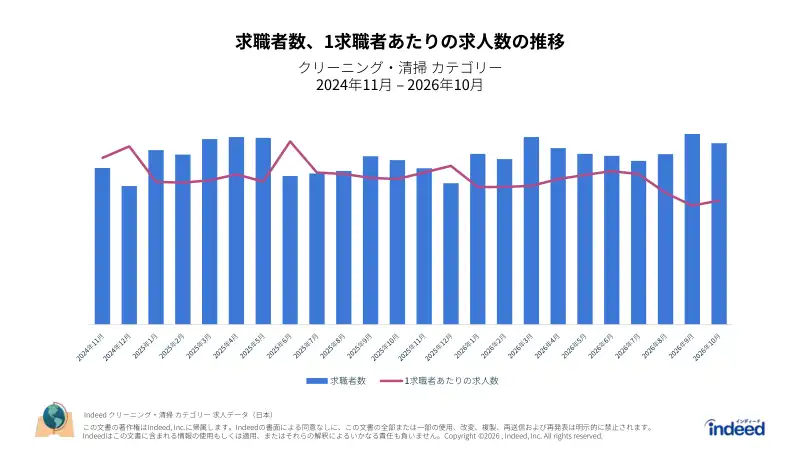 求職者数、1求職者あたりの求人数の推移
クリーニング・清掃 カテゴリー
2024年11月 – 2026年10月
2024年11月
2024年12月
2025年1月
2025年2月
2025年3月
2025年4月
2025年5月
2025年6月
2025年7月
2025年8月
2025年9月
2025年10月
2025年11月
2025年12月
2026年1月
2026年2月
2026年3月
2026年4月
2026年5月
2026年6月
2026年7月
2026年8月
2026年9月
2026年10月
求職者数
1求職者あたりの求人数
Indeed クリーニング・清掃 カテゴリー 求人データ（日本）
この文書の著作権はIndeed, Inc.に帰属します。Indeedの書面による同意なしに、この文書の全部または一部の使用、改変、複製、再送信および再発表は明示的に禁止されます。
Indeedはこの文書に含まれる情報の使用もしくは適用、またはそれらの解釈によるいかなる責任も負いません。Copyright ©2026 , Indeed, Inc. All rights reserved.
インディード
indeed